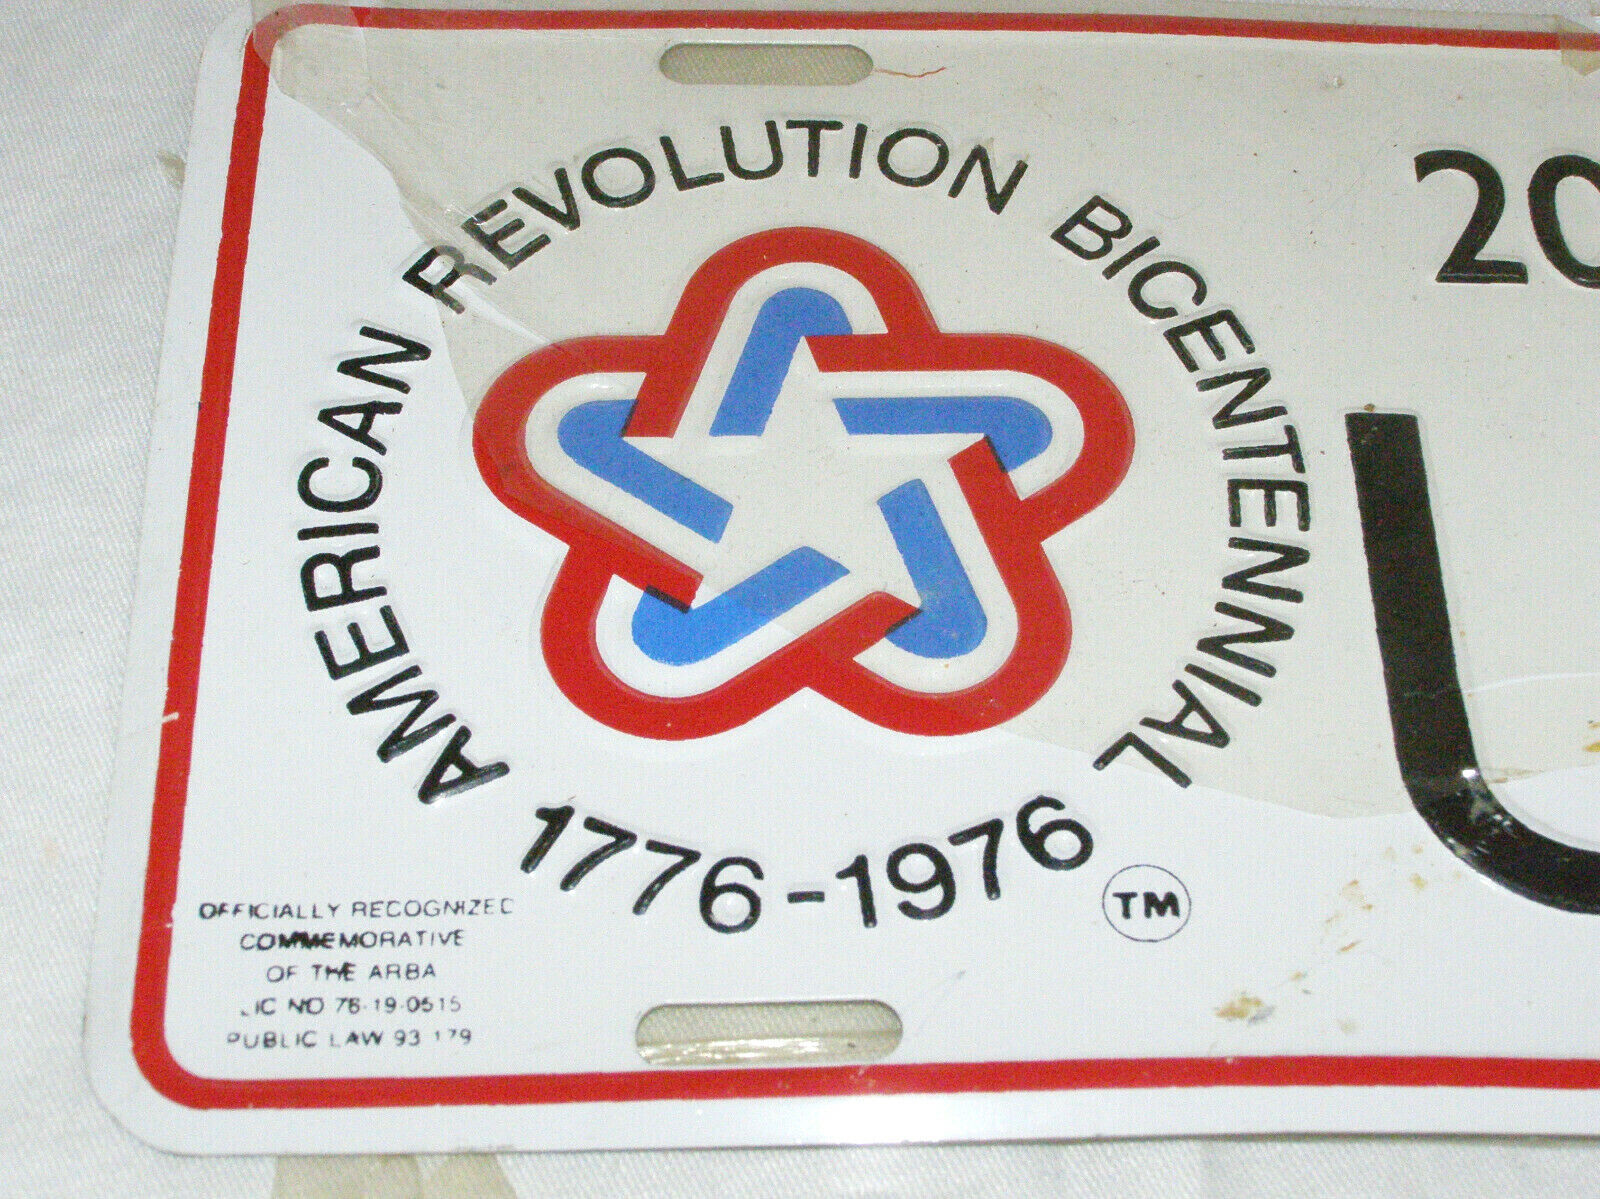 AMERICAN REVOLUTION BICENTENNIAL
1776-1976
TM
20
U
OFFICIALLY RECOGNIZED
COMMEMORATIVE
OF THE ARBA
LIC NO 76-19-0515
PUBLIC LAW 93 179